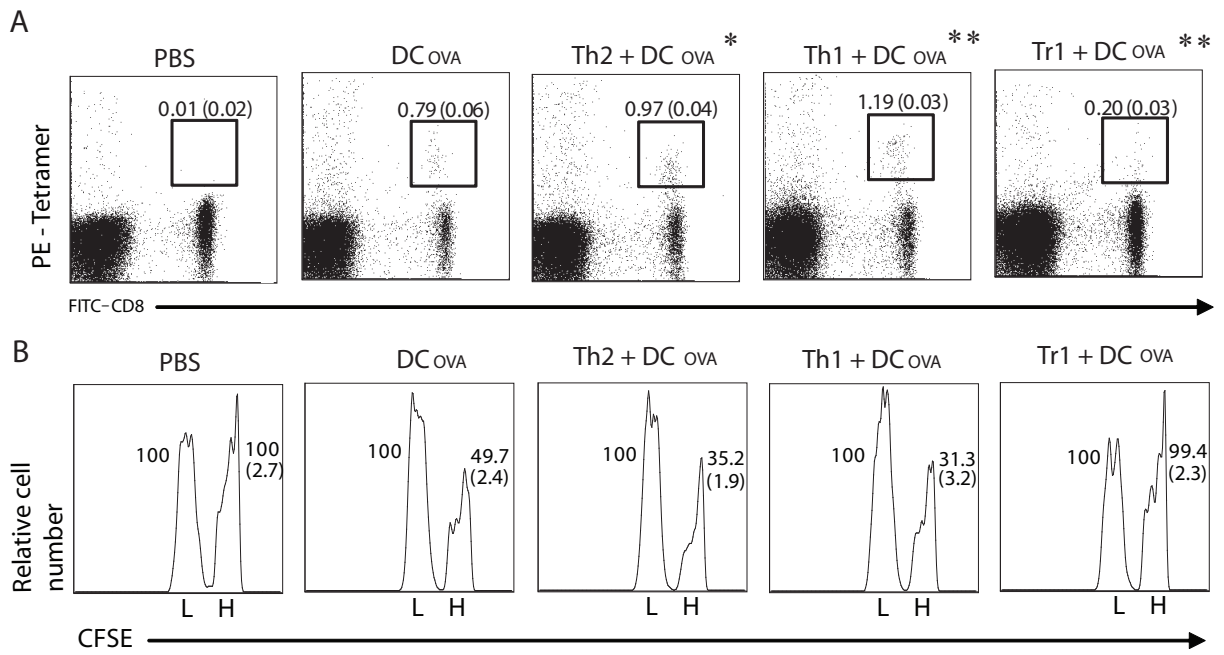 A
PBS
DC OVA
Th2 + DC OVA *
Th1 + DC OVA **
Tr1 + DC OVA **
0.01 (0.02)
0.79 (0.06)
0.97 (0.04)
1.19 (0.03)
0.20 (0.03)
PE - Tetramer
FITC-CD8
B
PBS
DC OVA
Th2 + DC OVA
Th1 + DC OVA
Tr1 + DC OVA
100
100
(2.7)
100
49.7
(2.4)
100
35.2
(1.9)
100
31.3
(3.2)
100
99.4
(2.3)
Relative cell
number
L H
L H
L H
L H
L H
CFSE